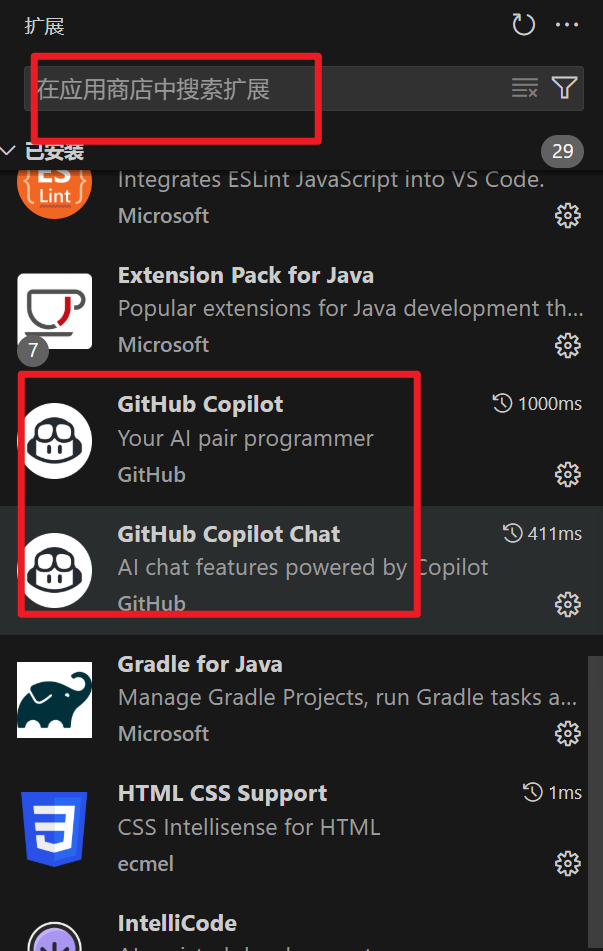 扩展
在应用商店中搜索扩展
已安装 29
ES
Lint
Integrates ESLint JavaScript into VS Code.
Microsoft
Extension Pack for Java
Popular extensions for Java development th...
7
Microsoft
GitHub Copilot 1000ms
Your AI pair programmer
GitHub
GitHub Copilot Chat 411ms
AI chat features powered by Copilot
GitHub
Gradle for Java
Manage Gradle Projects, run Gradle tasks a...
Microsoft
HTML CSS Support 1ms
CSS Intellisense for HTML
ecmel
IntelliCode